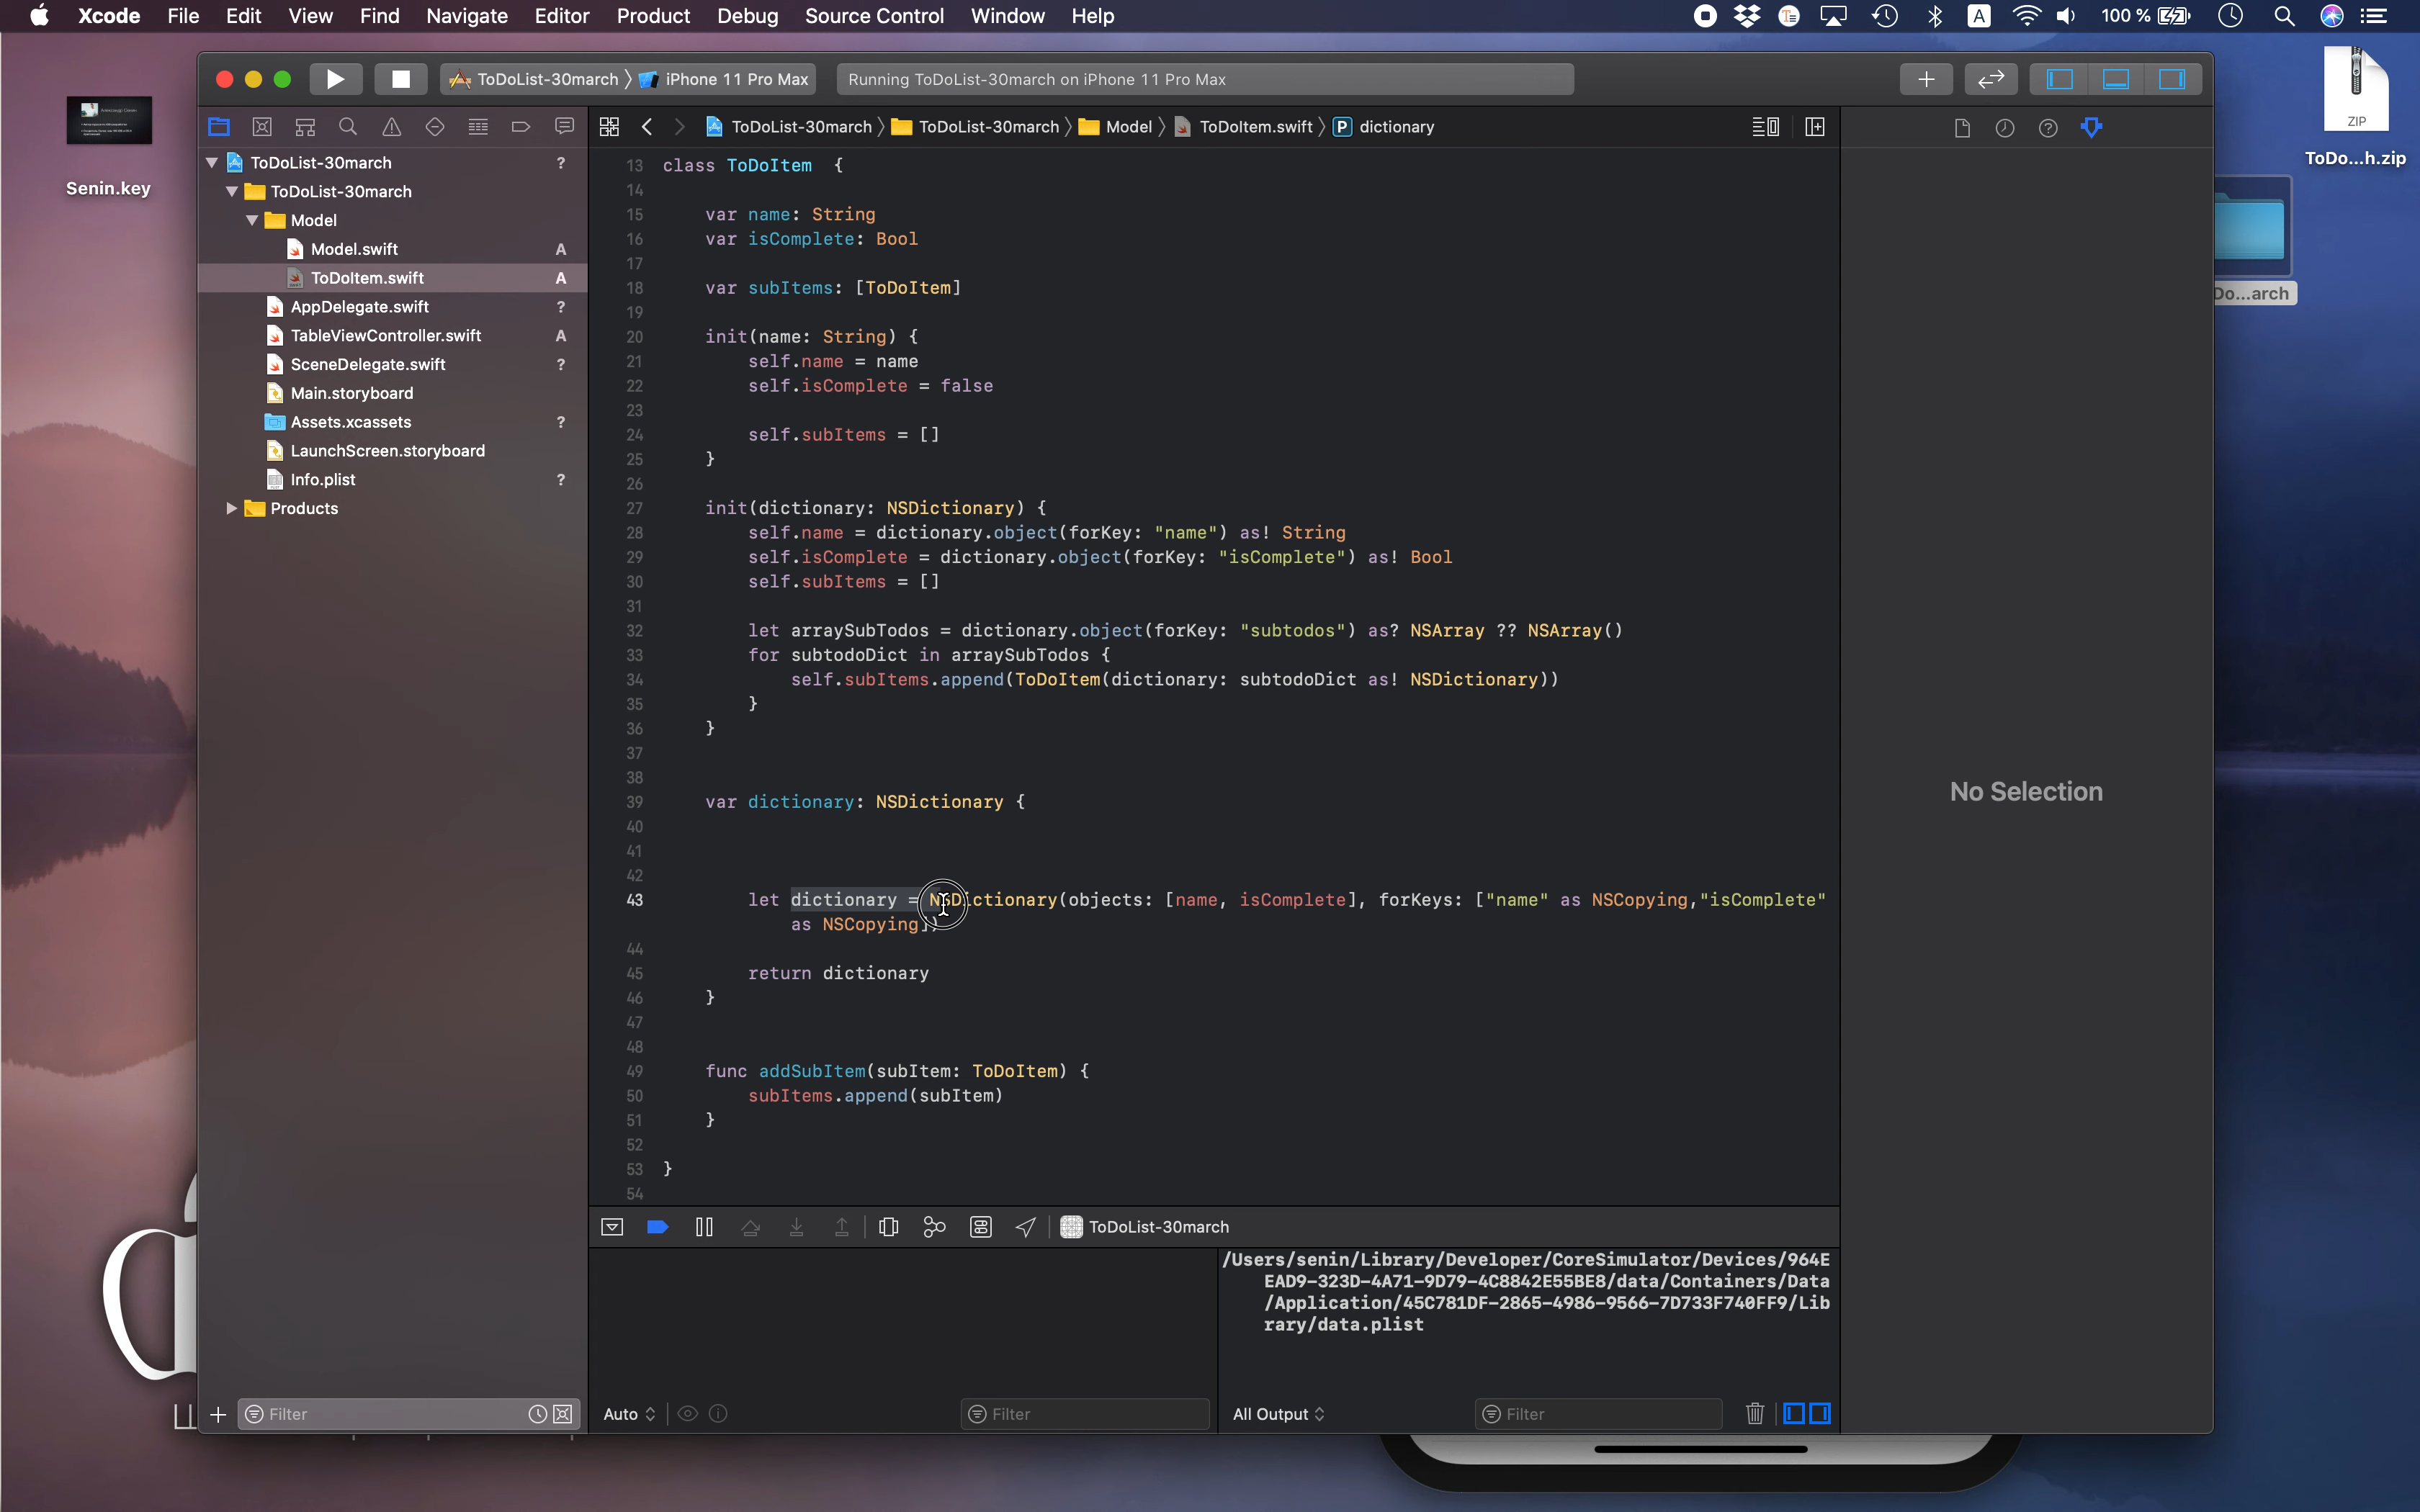 Xcode File Edit View Find Navigate Editor Product Debug Source Control Window Help
A 100 %
ToDoList-30march iPhone 11 Pro Max
Running ToDoList-30march on iPhone 11 Pro Max
Senin.key
ZIP
ToDo...h.zip
Do...arch
ToDoList-30march ?
ToDoList-30march
Model
Model.swift A
ToDoItem.swift A
AppDelegate.swift ?
TableViewController.swift A
SceneDelegate.swift ?
Main.storyboard
Assets.xcassets ?
LaunchScreen.storyboard
Info.plist ?
Products
Filter
ToDoList-30march ToDoList-30march Model ToDoItem.swift P dictionary
13 class ToDoItem {
14
15 var name: String
16 var isComplete: Bool
17
18 var subItems: [ToDoItem]
19
20 init(name: String) {
21 self.name = name
22 self.isComplete = false
23
24 self.subItems = []
25 }
26
27 init(dictionary: NSDictionary) {
28 self.name = dictionary.object(forKey: "name") as! String
29 self.isComplete = dictionary.object(forKey: "isComplete") as! Bool
30 self.subItems = []
31
32 let arraySubTodos = dictionary.object(forKey: "subtodos") as? NSArray ?? NSArray()
33 for subtodoDict in arraySubTodos {
34 self.subItems.append(ToDoItem(dictionary: subtodoDict as! NSDictionary))
35 }
36 }
37
38
39 var dictionary: NSDictionary {
40
41
42
43 let dictionary = NSDictionary(objects: [name, isComplete], forKeys: ["name" as NSCopying,"isComplete"
as NSCopying])
44
45 return dictionary
46 }
47
48
49 func addSubItem(subItem: ToDoItem) {
50 subItems.append(subItem)
51 }
52
53 }
54
ToDoList-30march
/Users/senin/Library/Developer/CoreSimulator/Devices/964E
EAD9-323D-4A71-9D79-4C8842E55BE8/data/Containers/Data
/Application/45C781DF-2865-4986-9566-7D733F740FF9/Lib
rary/data.plist
Auto
Filter
All Output
Filter
No Selection